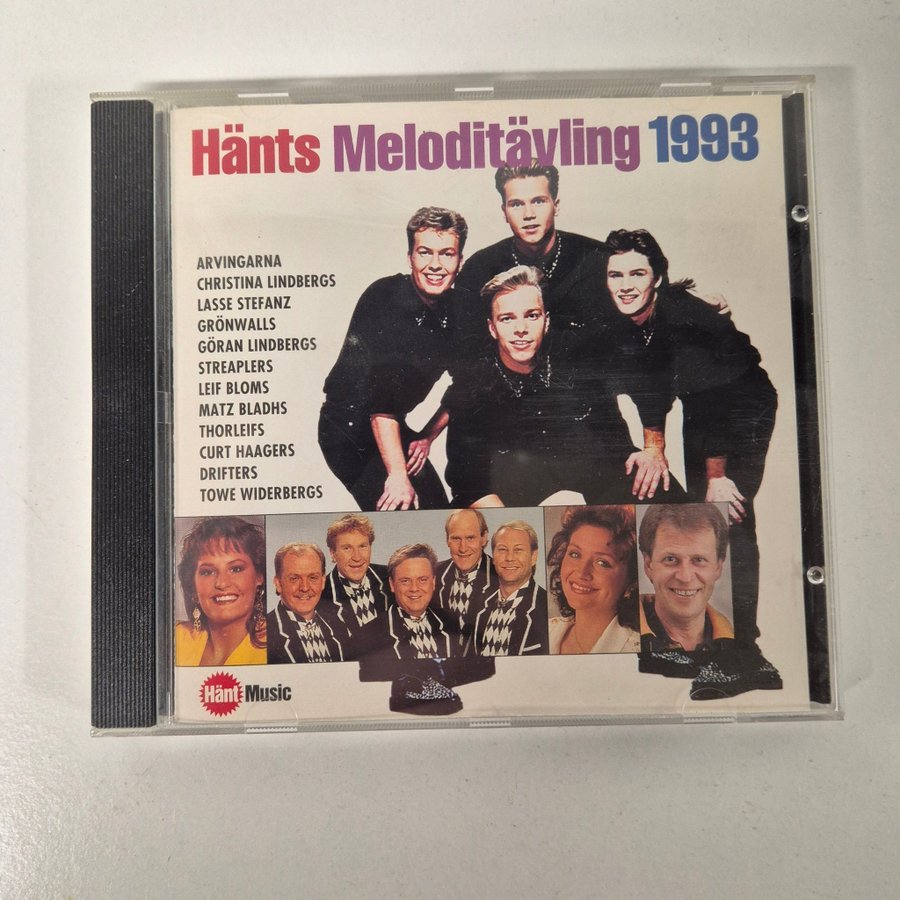 Hänts Meloditävling 1993
ARVINGARNA
CHRISTINA LINDBERGS
LASSE STEFANZ
GRÖNWALLS
GÖRAN LINDBERGS
STREAPLERS
LEIF BLOMS
MATZ BLADHS
THORLEIFS
CURT HAAGERS
DRIFTERS
TOWE WIDERBERGS
Hänt Music